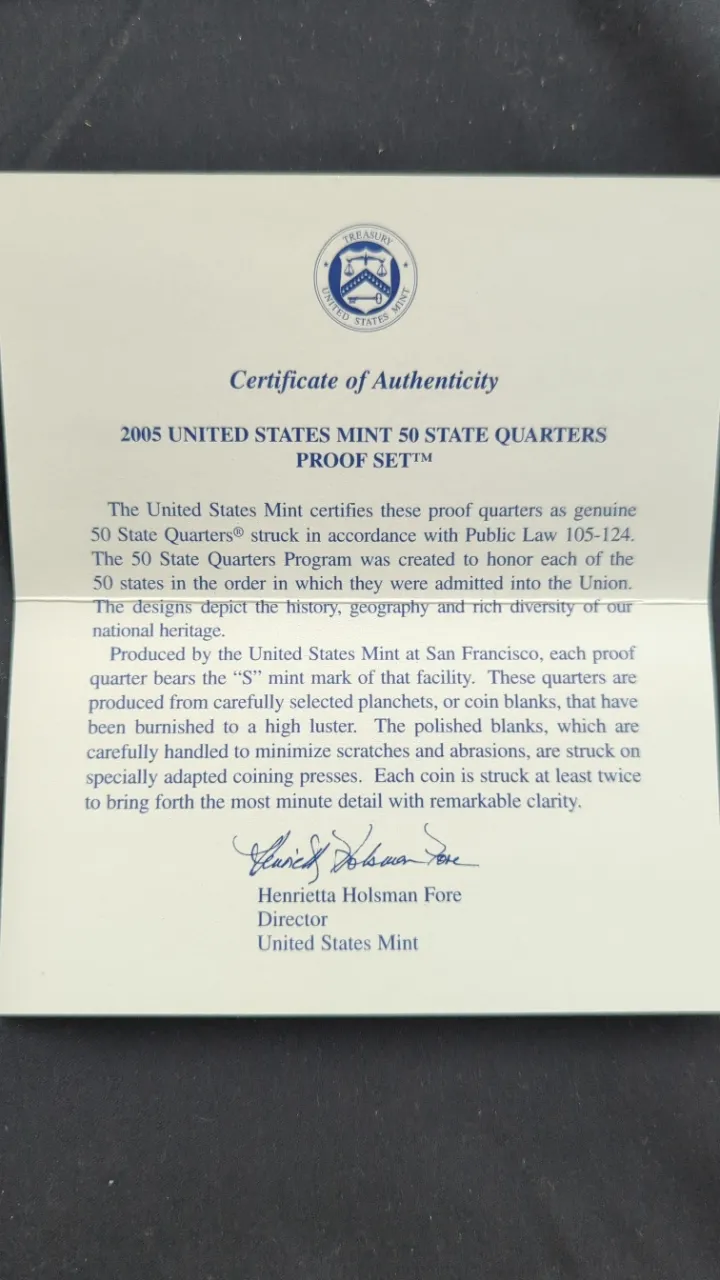 TREASURY
UNITED STATES MINT
Certificate of Authenticity
2005 UNITED STATES MINT 50 STATE QUARTERS
PROOF SET™
The United States Mint certifies these proof quarters as genuine
50 State Quarters® struck in accordance with Public Law 105-124.
The 50 State Quarters Program was created to honor each of the
50 states in the order in which they were admitted into the Union.
The designs depict the history, geography and rich diversity of our
national heritage.
Produced by the United States Mint at San Francisco, each proof
quarter bears the “S” mint mark of that facility. These quarters are
produced from carefully selected planchets, or coin blanks, that have
been burnished to a high luster. The polished blanks, which are
carefully handled to minimize scratches and abrasions, are struck on
specially adapted coining presses. Each coin is struck at least twice
to bring forth the most minute detail with remarkable clarity.
Henrietta Holsman Fore
Henrietta Holsman Fore
Director
United States Mint